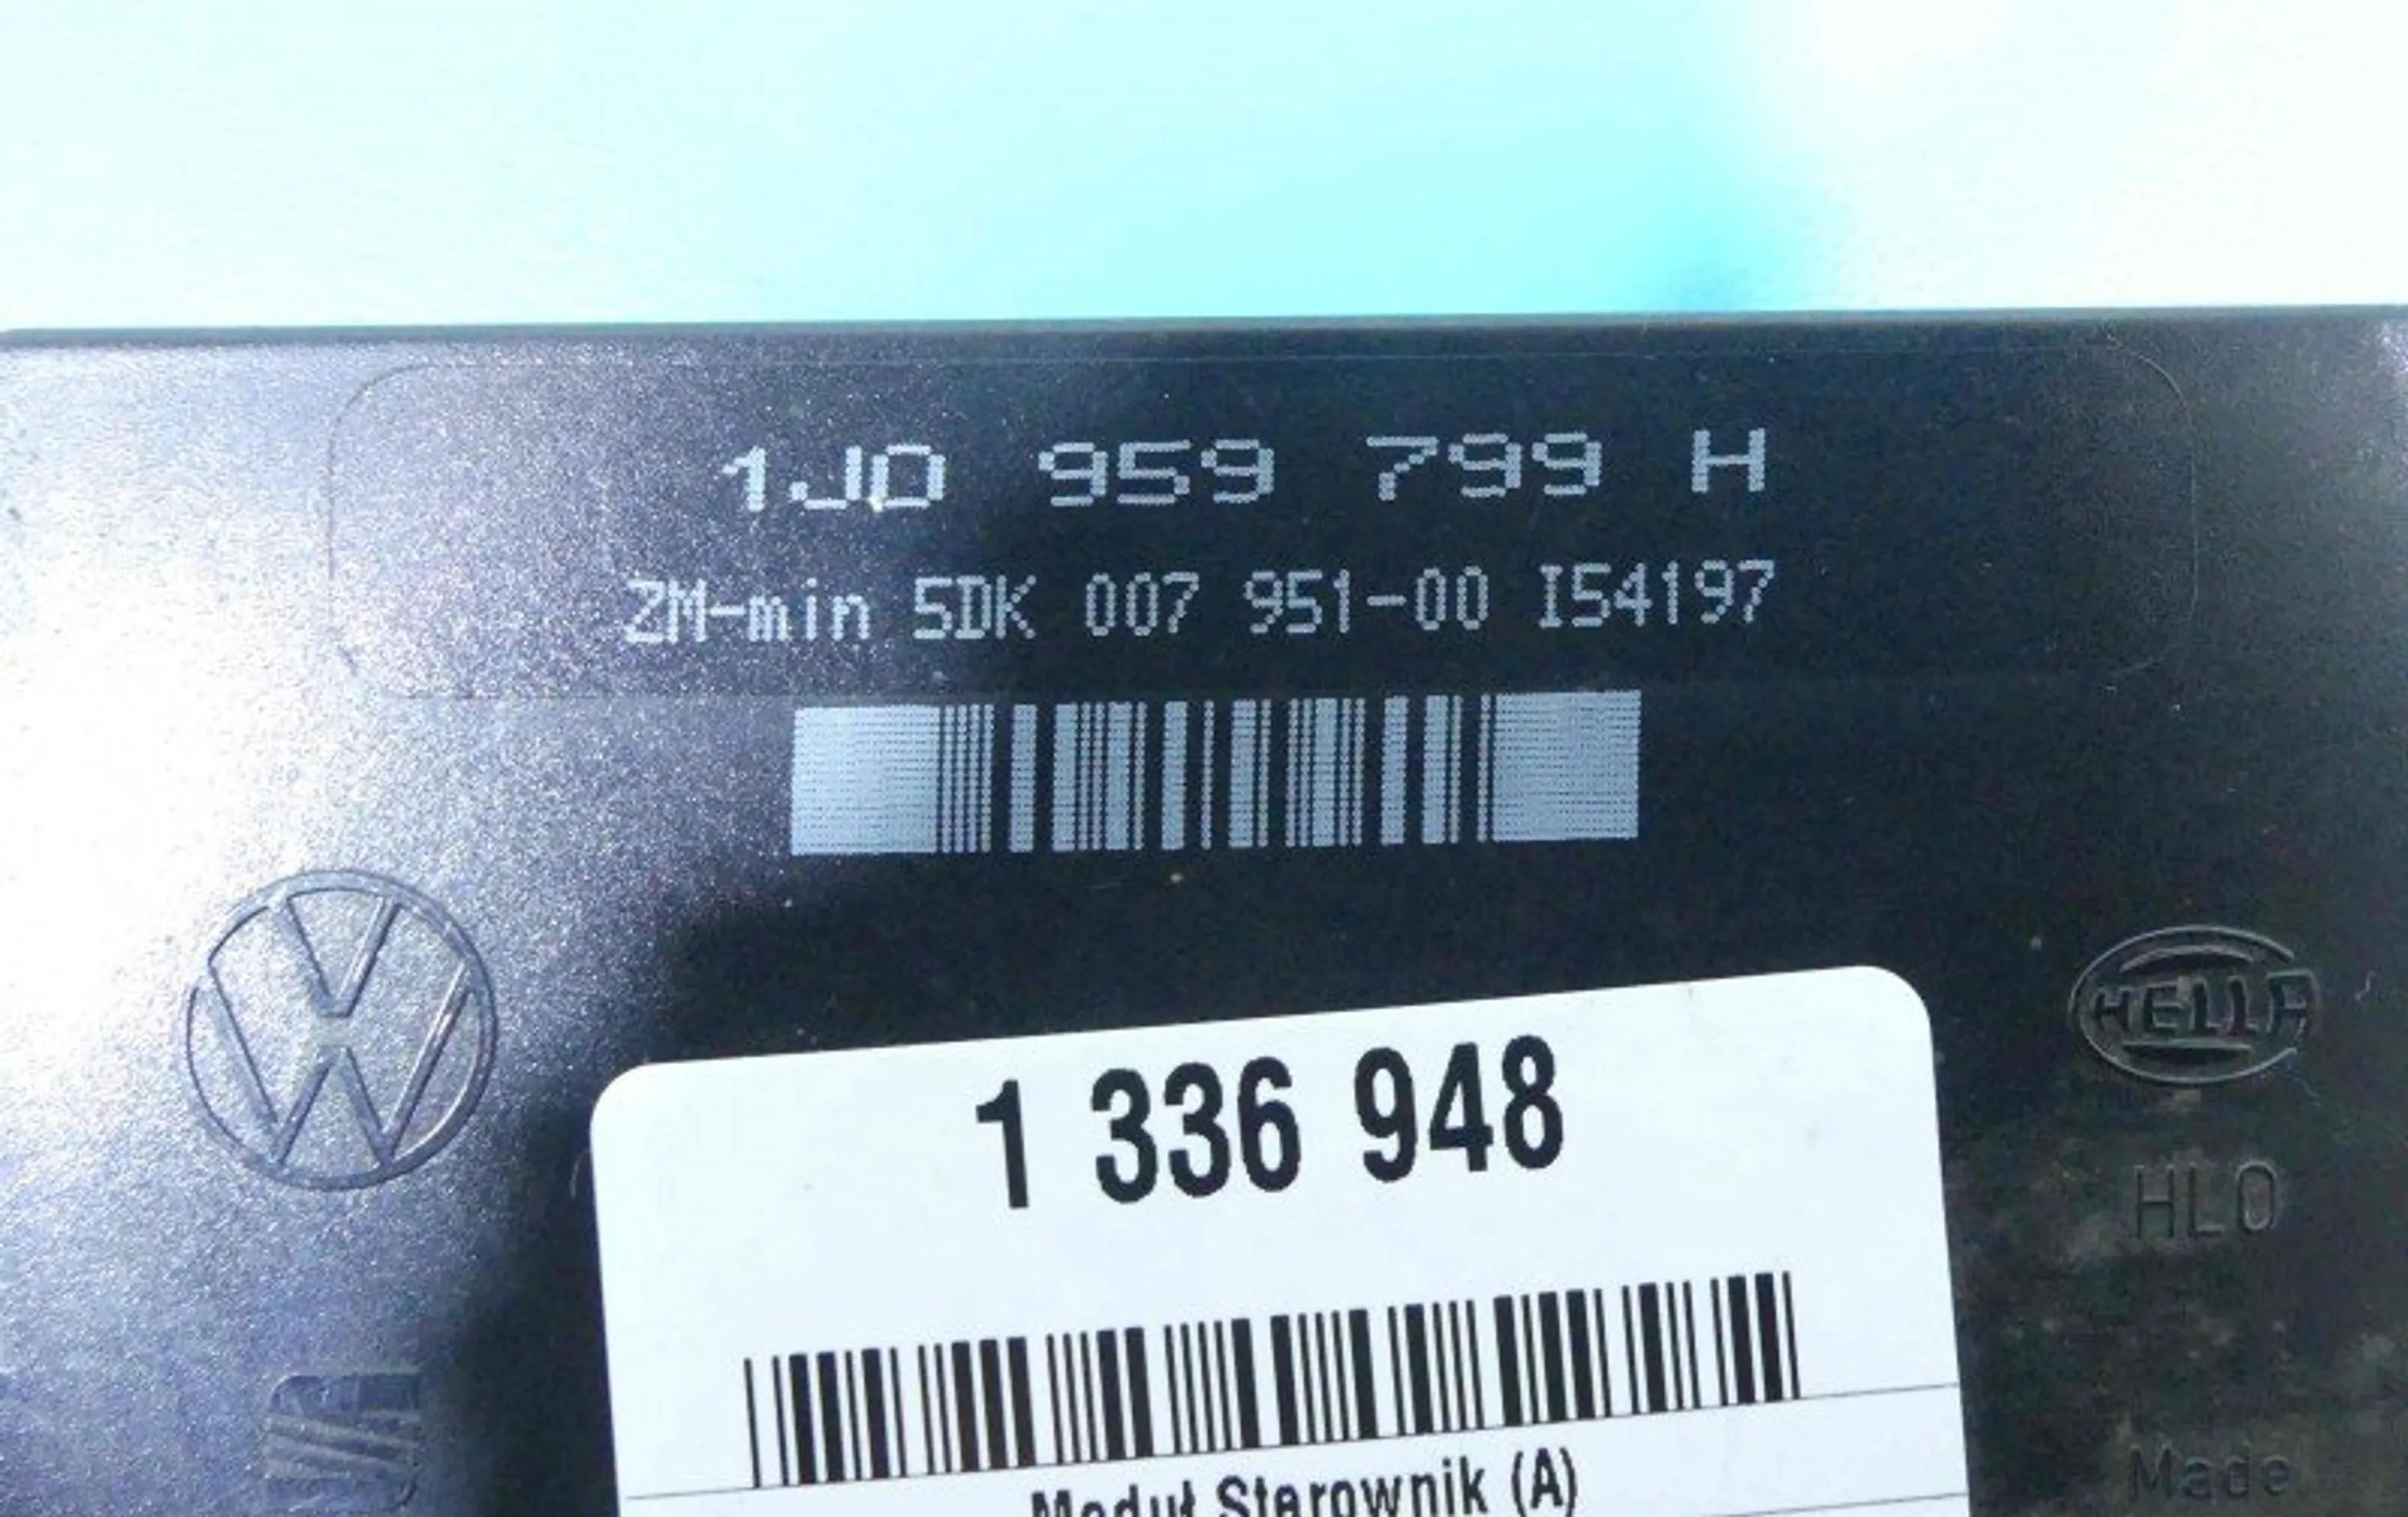 1J0 959 799 H
ZM-min 5DK 007 951-00 I54197
HELLA
1 336 948
HLO
Moduł Sterownik (A)
Made